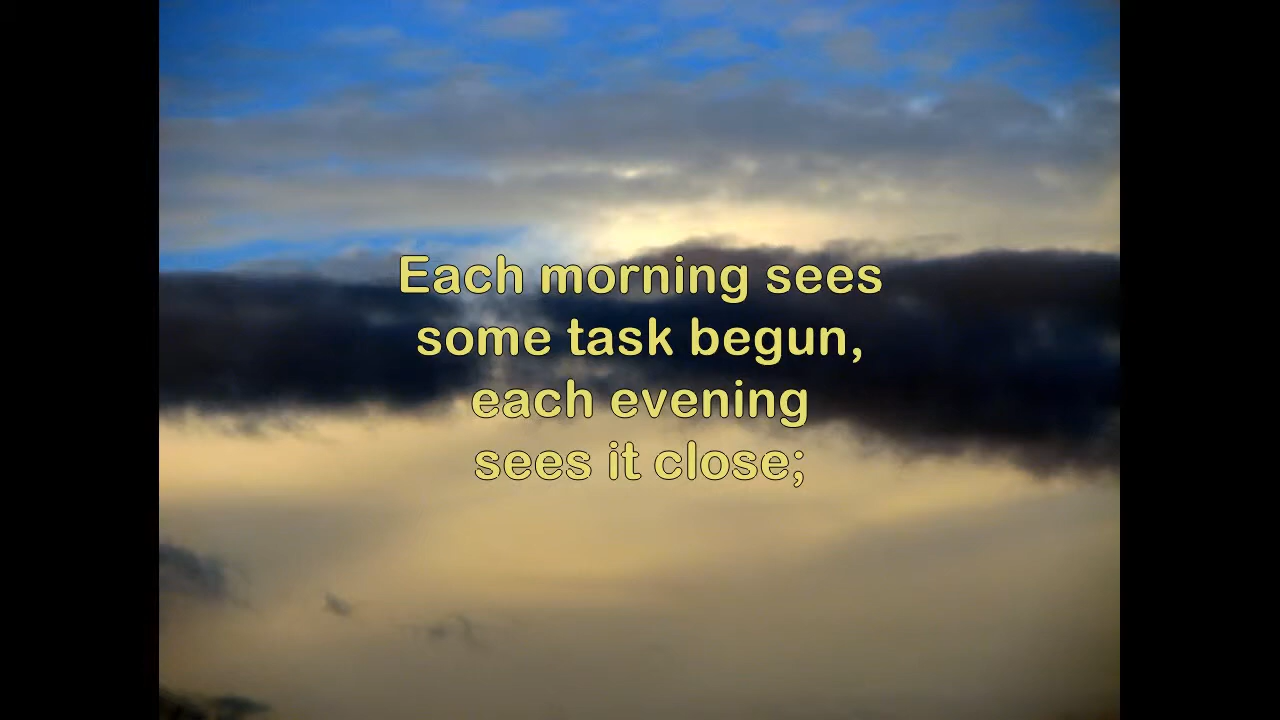 Each morning sees
some task begun,
each evening
sees it close;